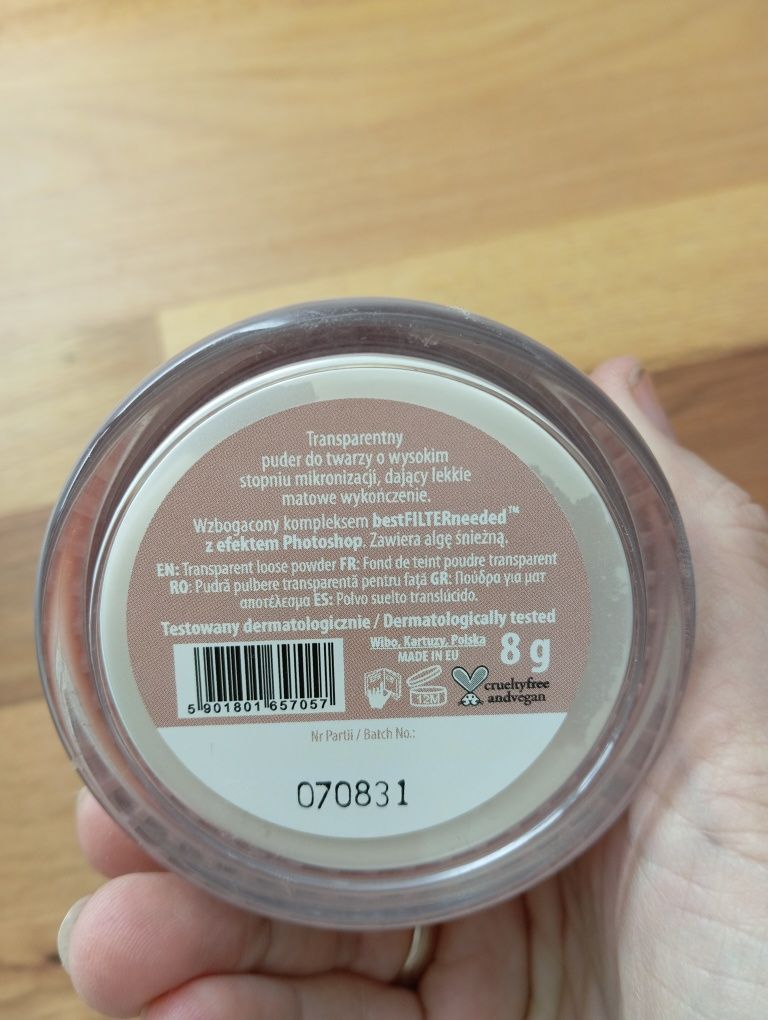 Transparentny
puder do twarzy o wysokim
stopniu mikronizacji, dający lekkie
matowe wykończenie.
Wzbogacony kompleksem bestFILTERneeded™
z efektem Photoshop. Zawiera algę śnieżną.
EN: Transparent loose powder FR: Fond de teint poudre transparent
RO: Pudră pulbere transparentă pentru față GR: Πούδρα για ματ
αποτέλεσμα ES: Polvo suelto translúcido.
Testowany dermatologicznie / Dermatologically tested
Wibo, Kartuzy, Polska
MADE IN EU
8 g
5 901801 657057
12M
crueltyfree
andvegan
Nr Partii / Batch No.:
070831